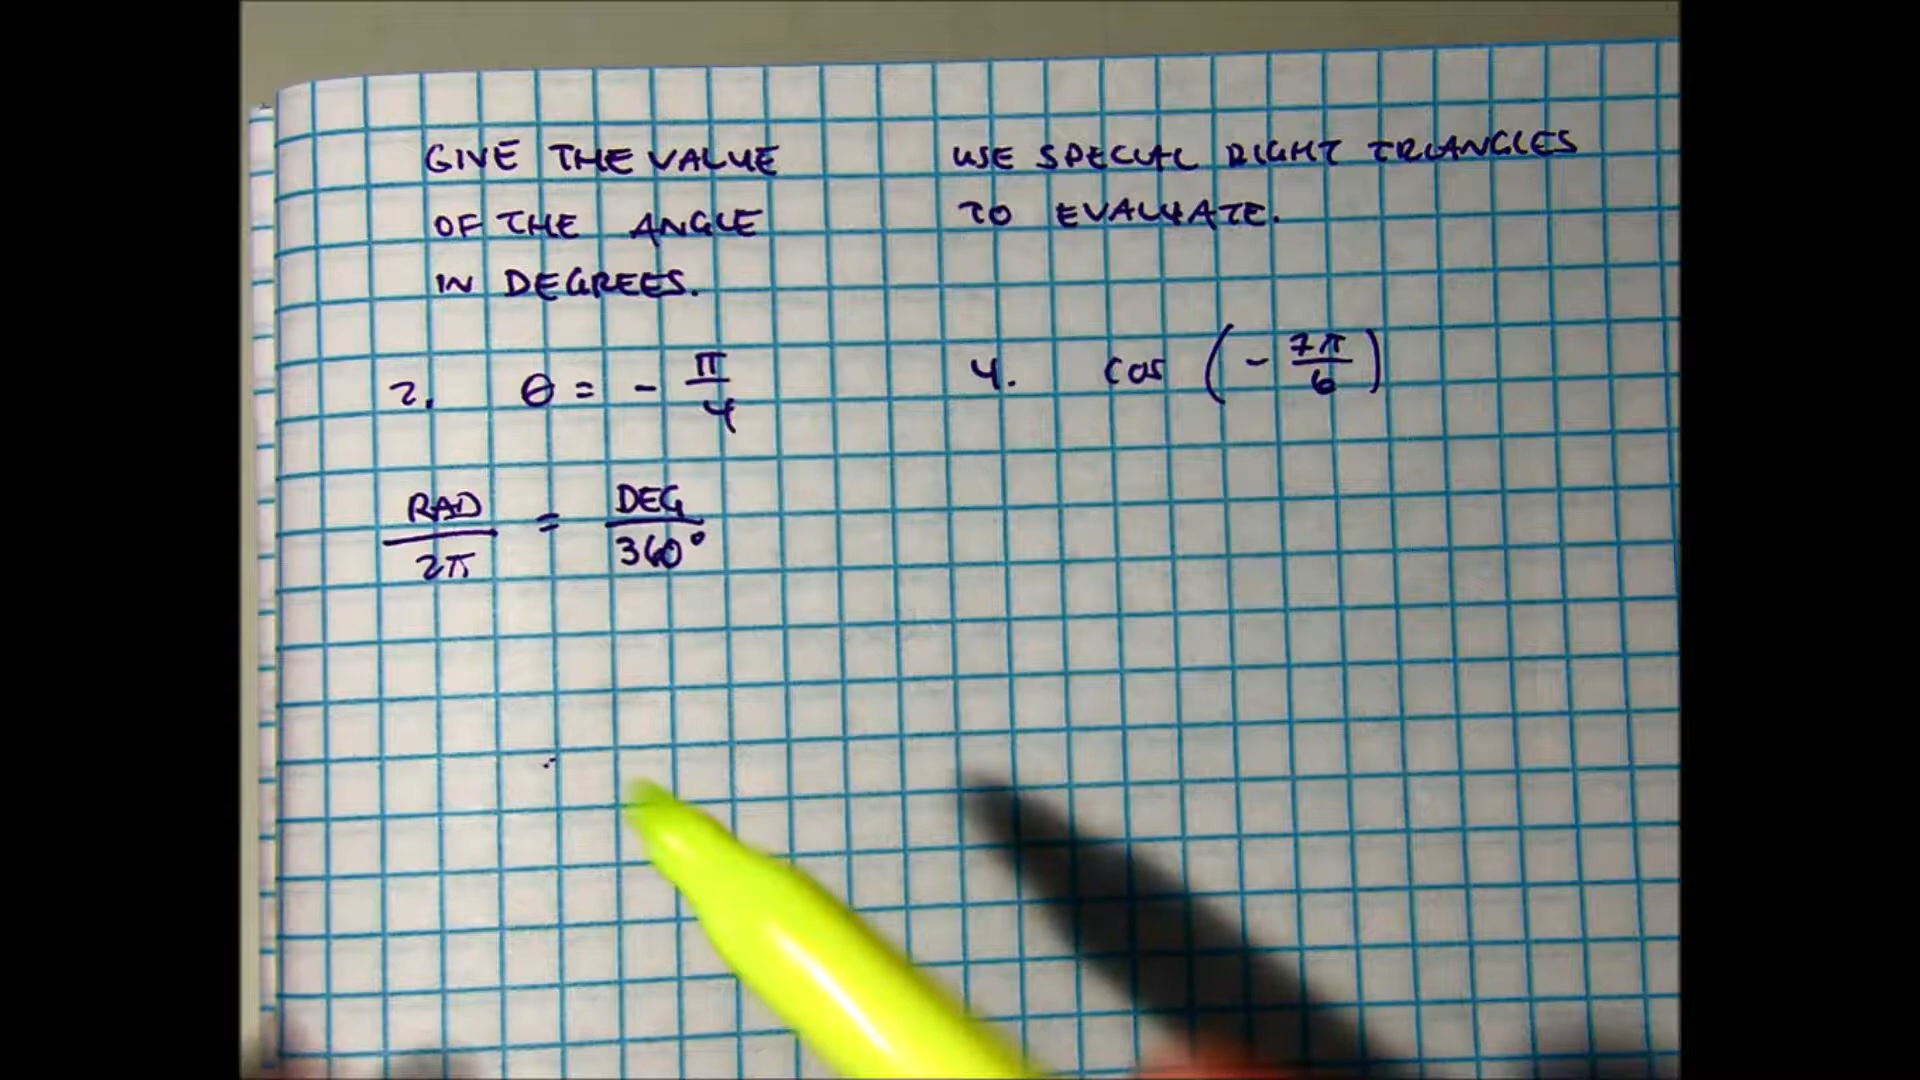 GIVE THE VALUE
OF THE ANGLE
IN DEGREES.
2. θ = - π/4
RAD/2π = DEG/360°
USE SPECIAL RIGHT TRIANGLES
TO EVALUATE.
4. cos (- 7π/6)